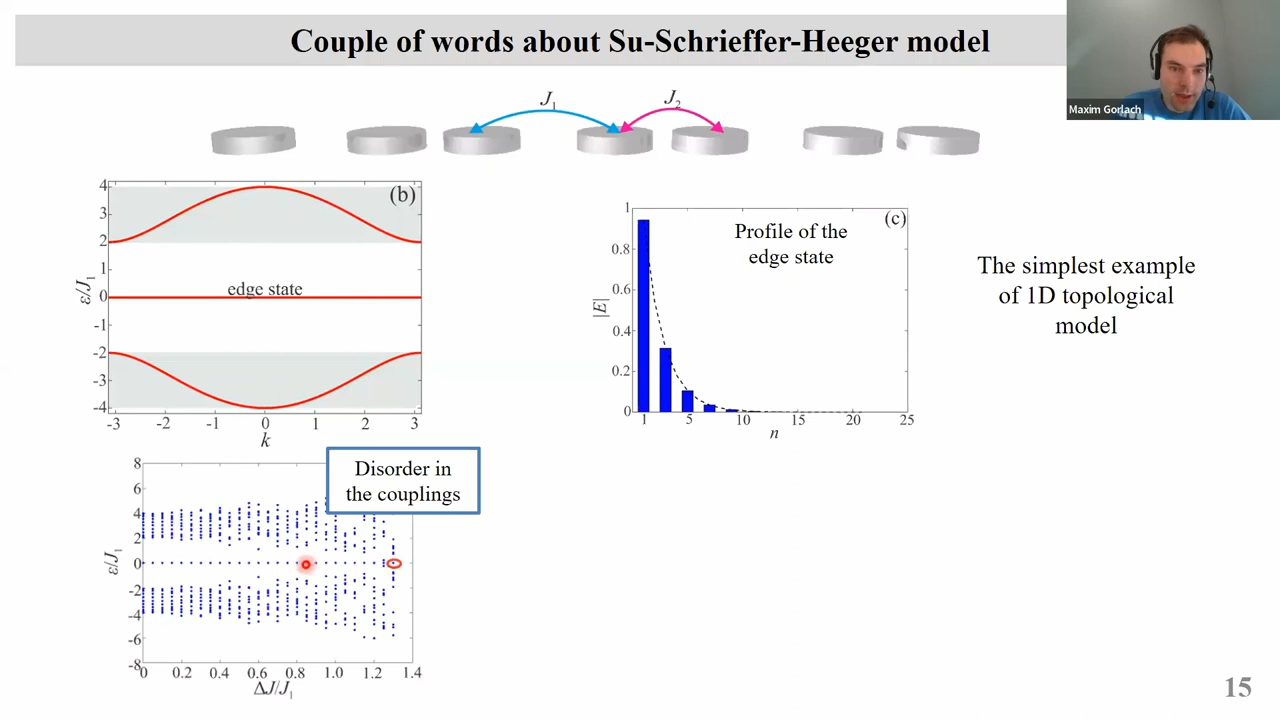 Couple of words about Su-Schrieffer-Heeger model
Maxim Gorlach
J₁
J₂
(b)
4
3
2
1
0
-1
-2
-3
-4
ε/J₁
edge state
-3 -2 -1 0 1 2 3
k
(c)
Profile of the
edge state
1
0.8
0.6
0.4
0.2
0
|E|
1 5 10 15 20 25
n
The simplest example
of 1D topological
model
Disorder in
the couplings
8
6
4
2
0
-2
-4
-6
-8
ε/J₁
0 0.2 0.4 0.6 0.8 1.0 1.2 1.4
ΔJ/J₁
15